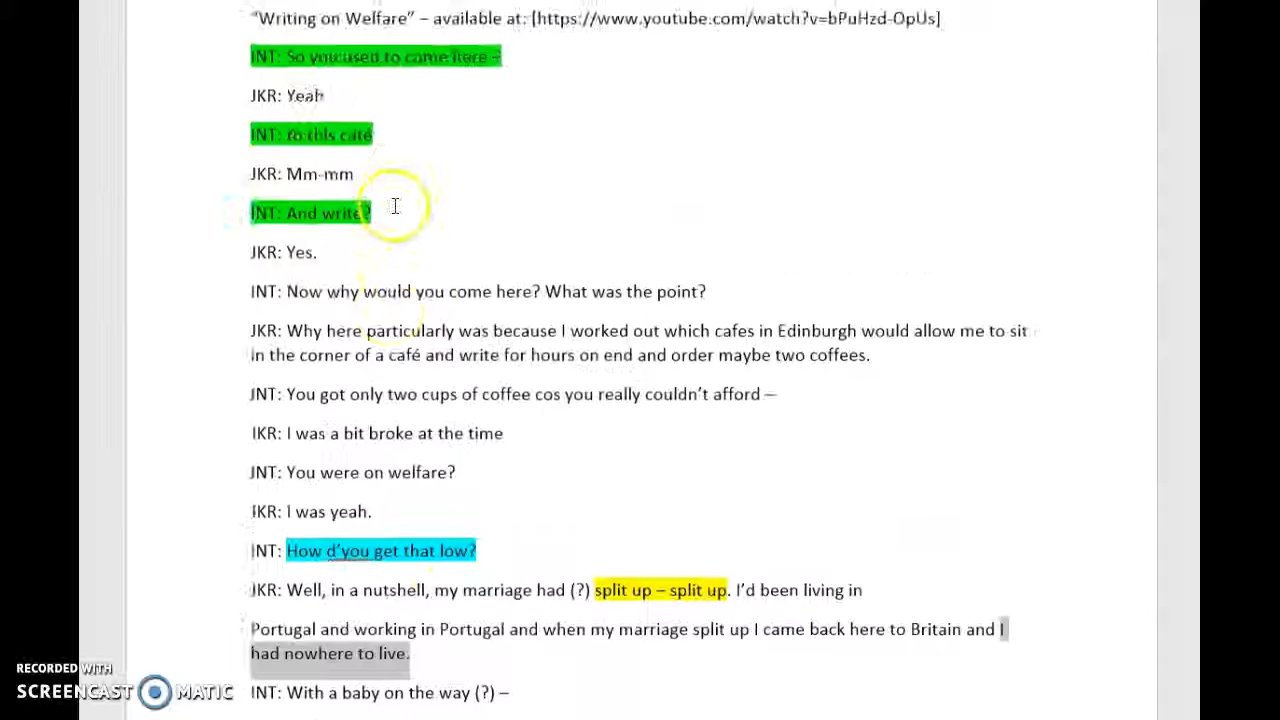 “Writing on Welfare” – available at: [https://www.youtube.com/watch?v=bPuHzd-OpUs]
INT: So you used to come here –
JKR: Yeah
INT: To this café
JKR: Mm-mm
INT: And write?
JKR: Yes.
INT: Now why would you come here? What was the point?
JKR: Why here particularly was because I worked out which cafes in Edinburgh would allow me to sit
in the corner of a café and write for hours on end and order maybe two coffees.
INT: You got only two cups of coffee cos you really couldn’t afford –
JKR: I was a bit broke at the time
INT: You were on welfare?
JKR: I was yeah.
INT: How d’you get that low?
JKR: Well, in a nutshell, my marriage had (?) split up – split up. I’d been living in
Portugal and working in Portugal and when my marriage split up I came back here to Britain and I
had nowhere to live.
INT: With a baby on the way (?) –
RECORDED WITH
SCREENCAST MATIC